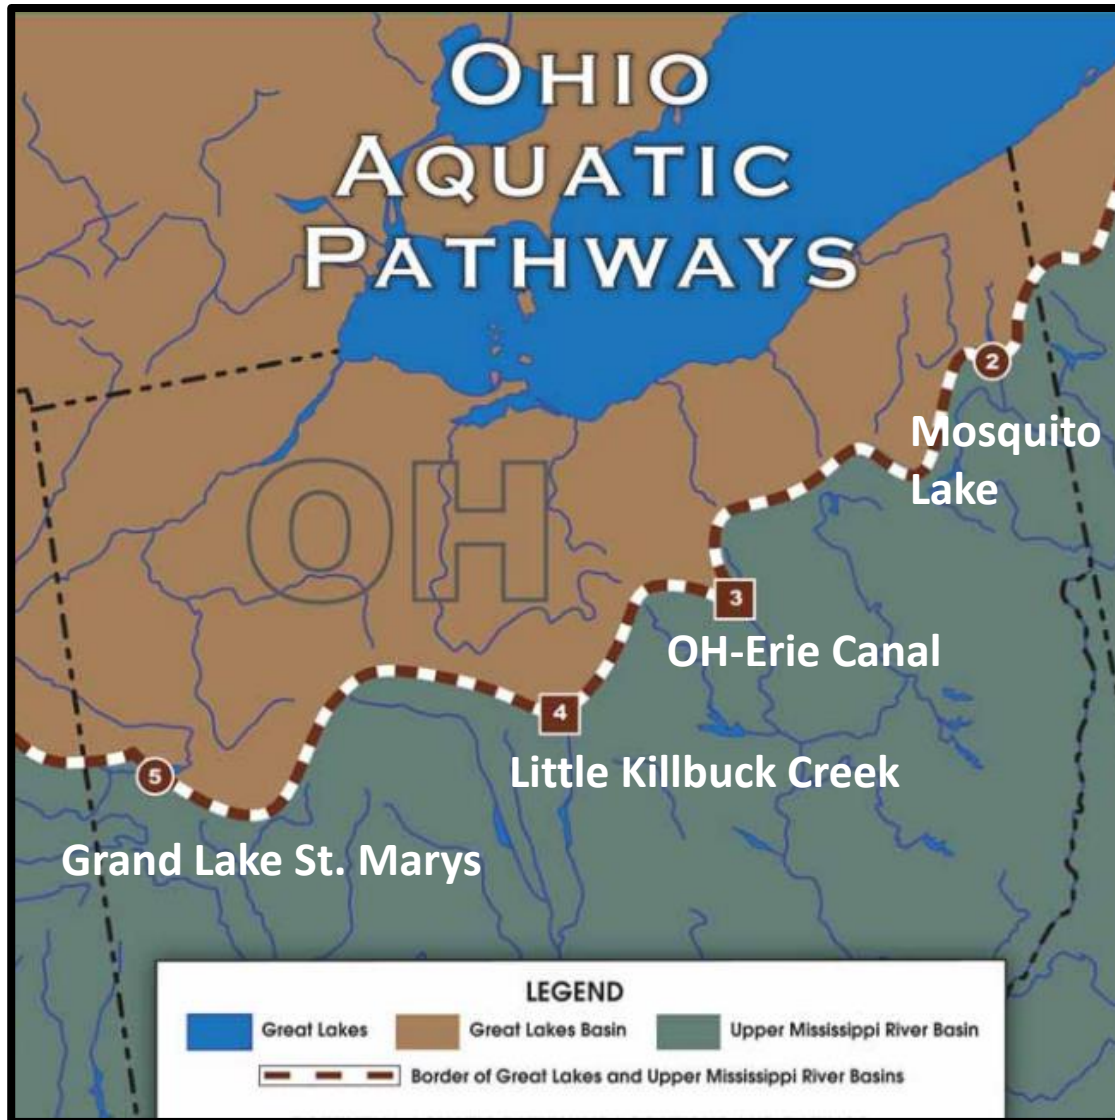 OHIO
AQUATIC
PATHWAYS
2
Mosquito
Lake
OH
3
OH-Erie Canal
4
Little Killbuck Creek
5
Grand Lake St. Marys
LEGEND
Great Lakes
Great Lakes Basin
Upper Mississippi River Basin
Border of Great Lakes and Upper Mississippi River Basins